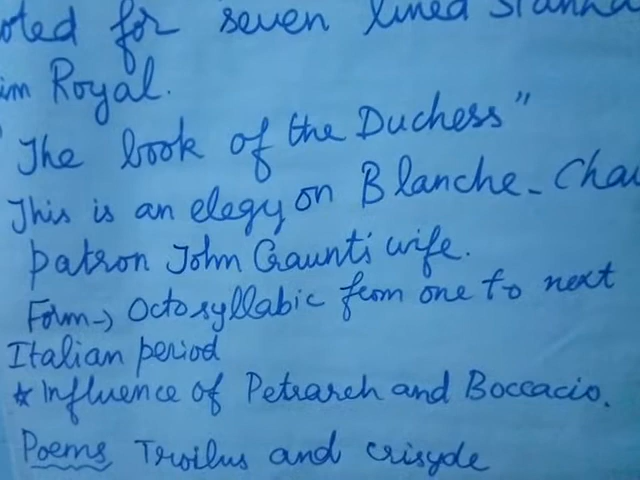 oted for seven lined Stanna
im Royal.
"The book of the Duchess"
This is an elegy on Blanche - Chau
patron John Gaunt's wife.
Form -> Octosyllabic from one to next
Italian period
* Influence of Petrarch and Boccacio.
Poems Troilus and crisyde